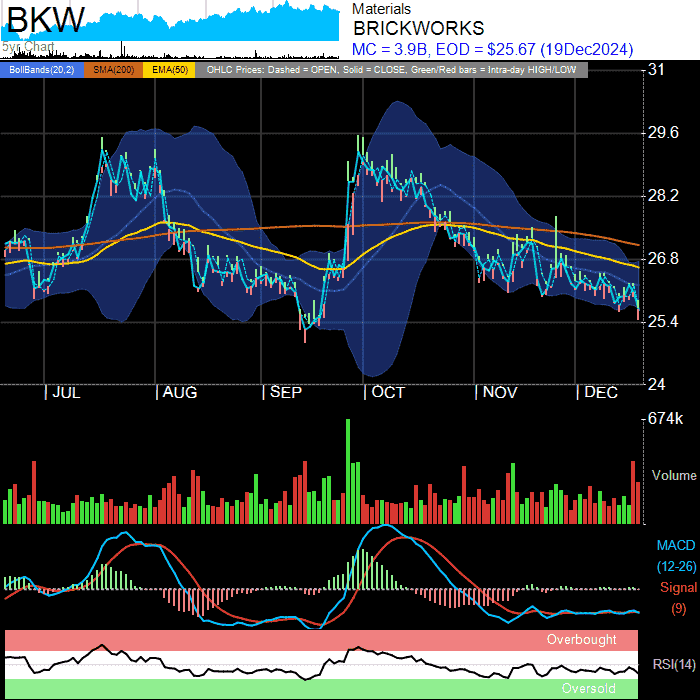 BKW
5yr Chart
Materials
BRICKWORKS
MC = 3.9B, EOD = $25.67 (19Dec2024)
BollBands(20,2) SMA(200) EMA(50) OHLC Prices: Dashed = OPEN, Solid = CLOSE, Green/Red bars = Intra-day HIGH/LOW
31
29.6
28.2
26.8
25.4
24
| JUL | AUG | SEP | OCT | NOV | DEC
674k
Volume
MACD
(12-26)
Signal
(9)
Overbought
RSI(14)
Oversold